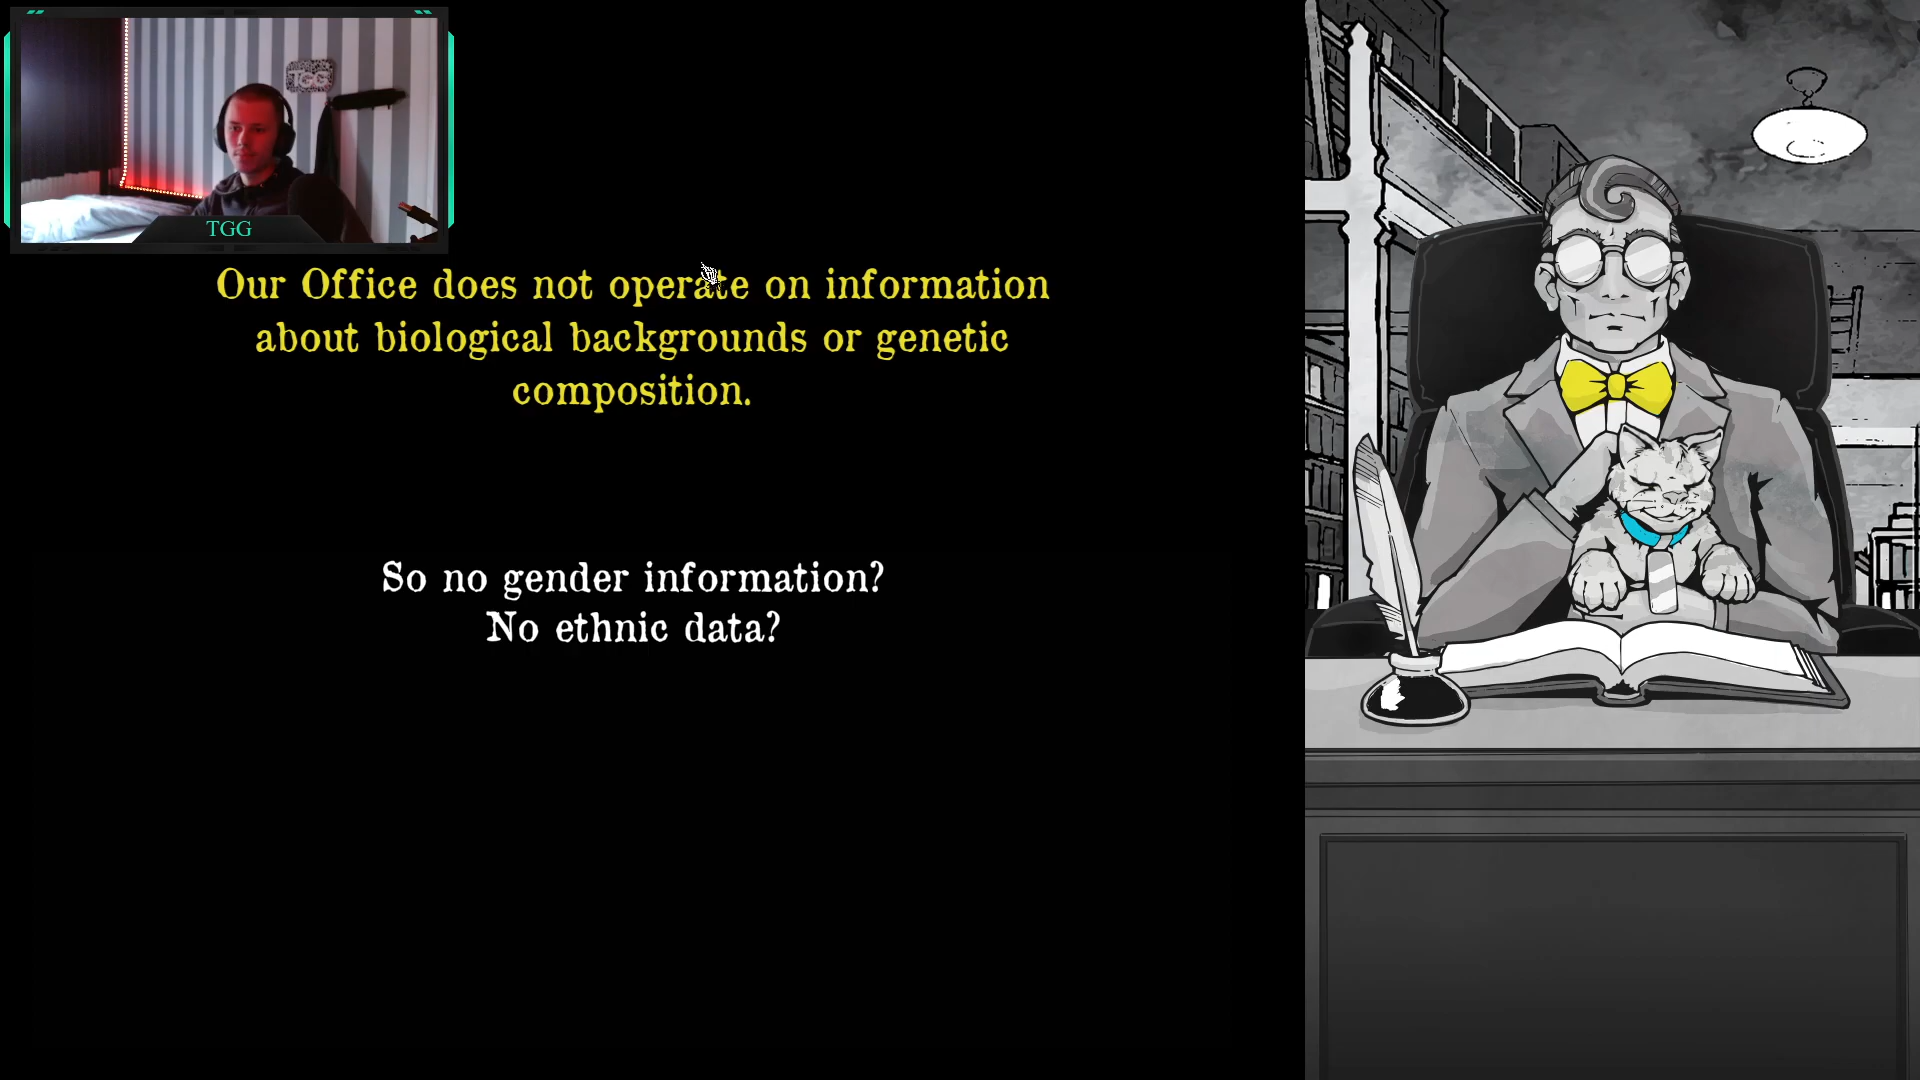 TGG
TGG
Our Office does not operate on information
about biological backgrounds or genetic
composition.
So no gender information?
No ethnic data?